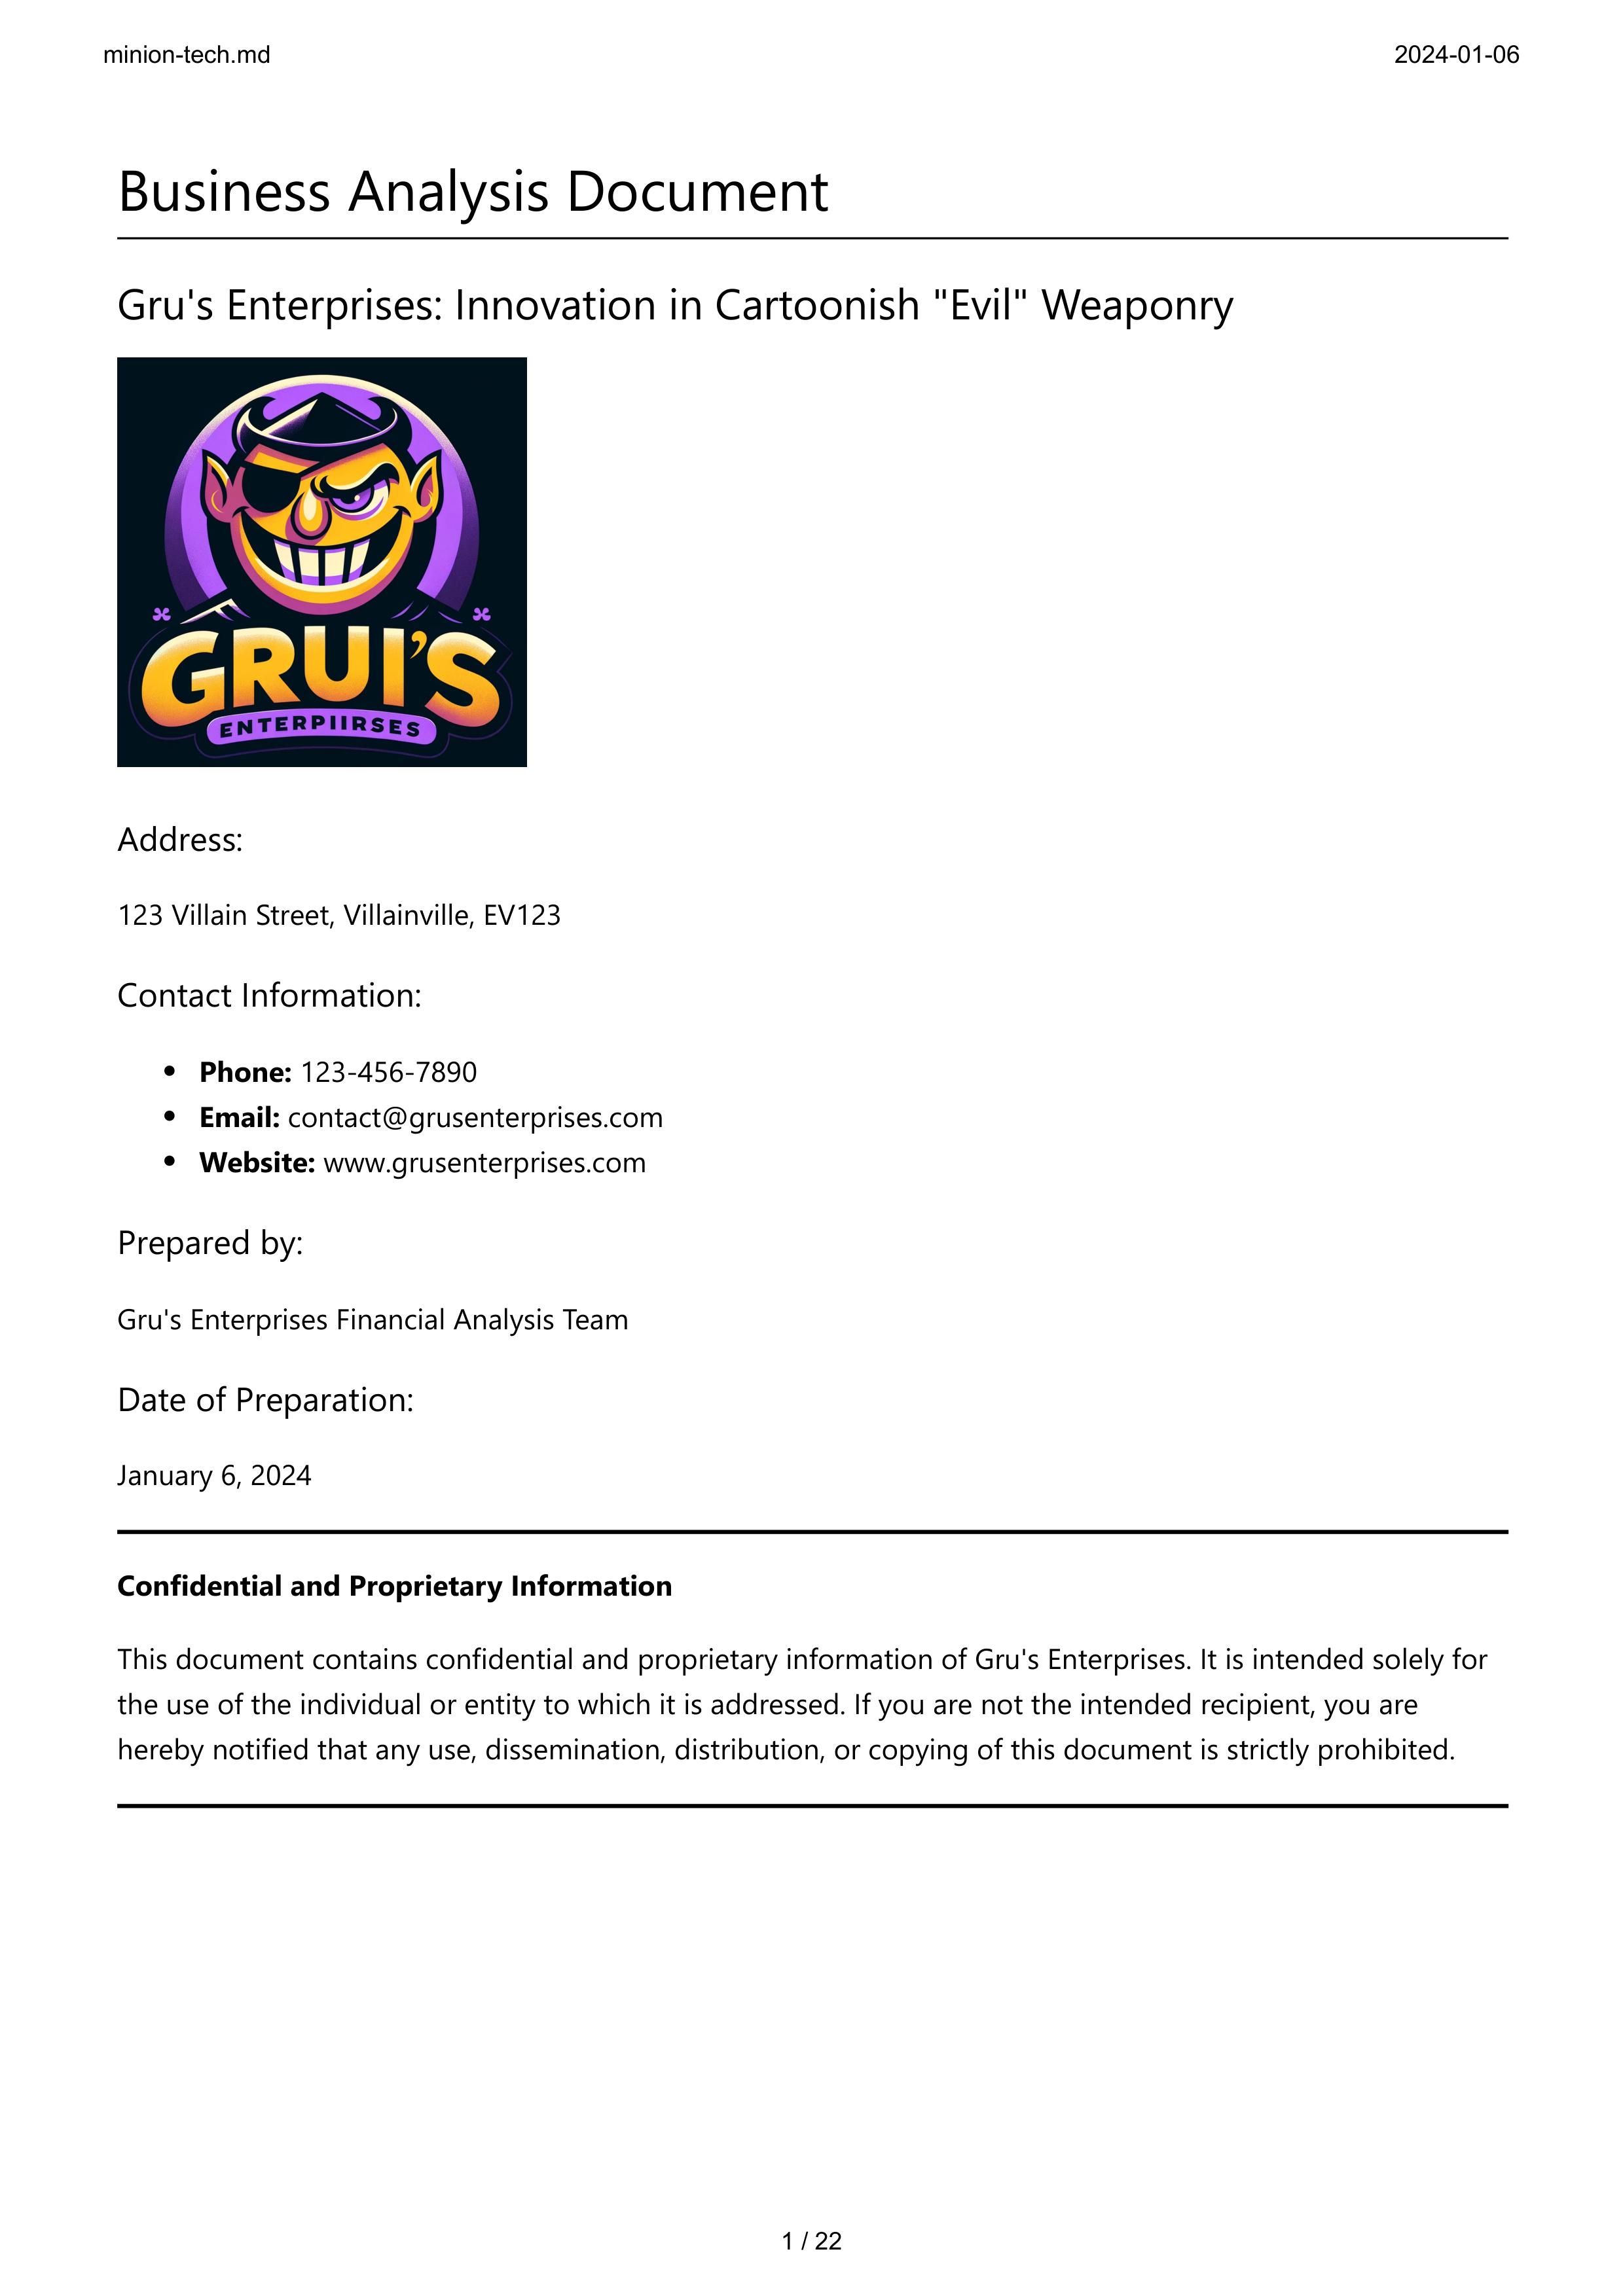 minion-tech.md 2024-01-06
Business Analysis Document
Gru's Enterprises: Innovation in Cartoonish "Evil" Weaponry
GRUI'S
ENTERPIIRSES
Address:
123 Villain Street, Villainville, EV123
Contact Information:
• Phone: 123-456-7890
• Email: contact@grusenterprises.com
• Website: www.grusenterprises.com
Prepared by:
Gru's Enterprises Financial Analysis Team
Date of Preparation:
January 6, 2024
Confidential and Proprietary Information
This document contains confidential and proprietary information of Gru's Enterprises. It is intended solely for
the use of the individual or entity to which it is addressed. If you are not the intended recipient, you are
hereby notified that any use, dissemination, distribution, or copying of this document is strictly prohibited.
1 / 22